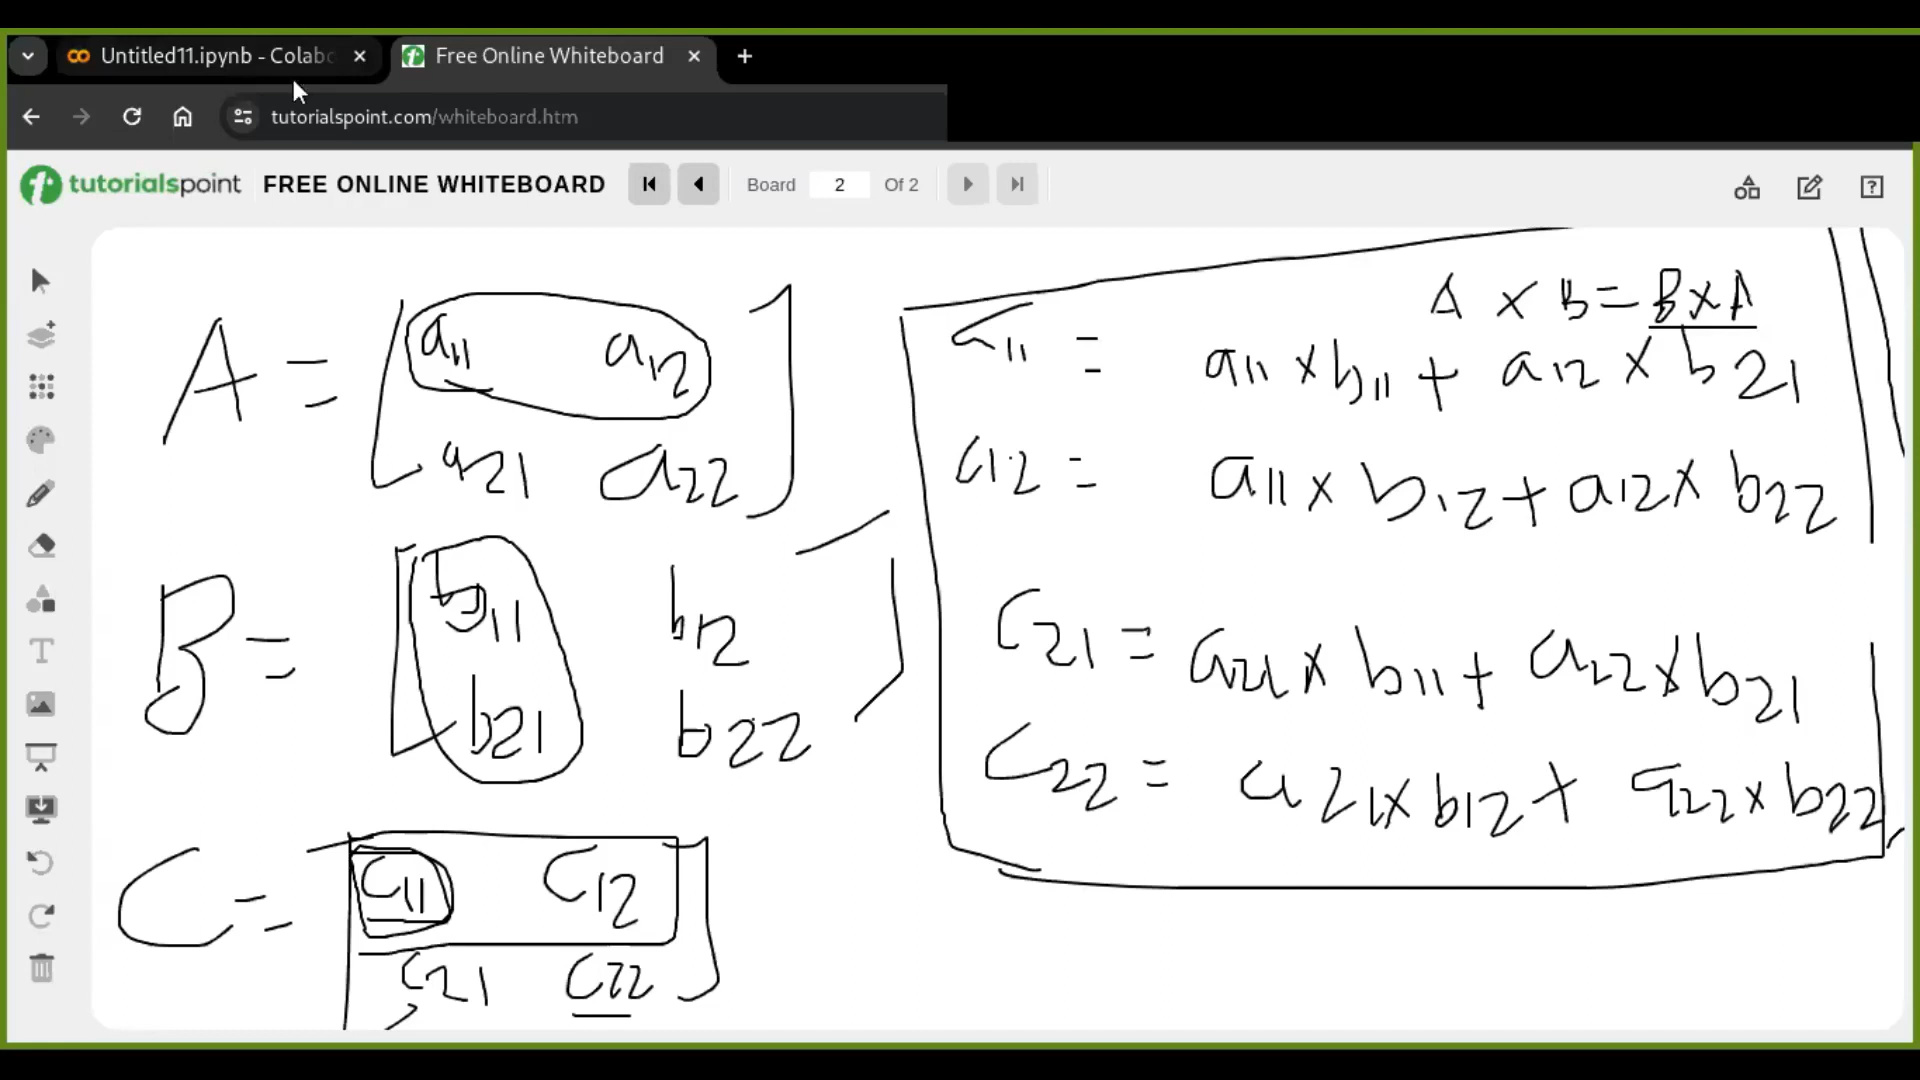 Untitled11.ipynb - Colab
Free Online Whiteboard
tutorialspoint.com/whiteboard.htm
tutorialspoint FREE ONLINE WHITEBOARD Board 2 Of 2
A = [ a11 a12
a21 a22 ]
B = [ b11 b12
b21 b22 ]
C = [ C11 C12
C21 C22 ]
A × B = B × A
C11 = a11 × b11 + a12 × b21
C12 = a11 × b12 + a12 × b22
C21 = a21 × b11 + a22 × b21
C22 = a21 × b12 + a22 × b22